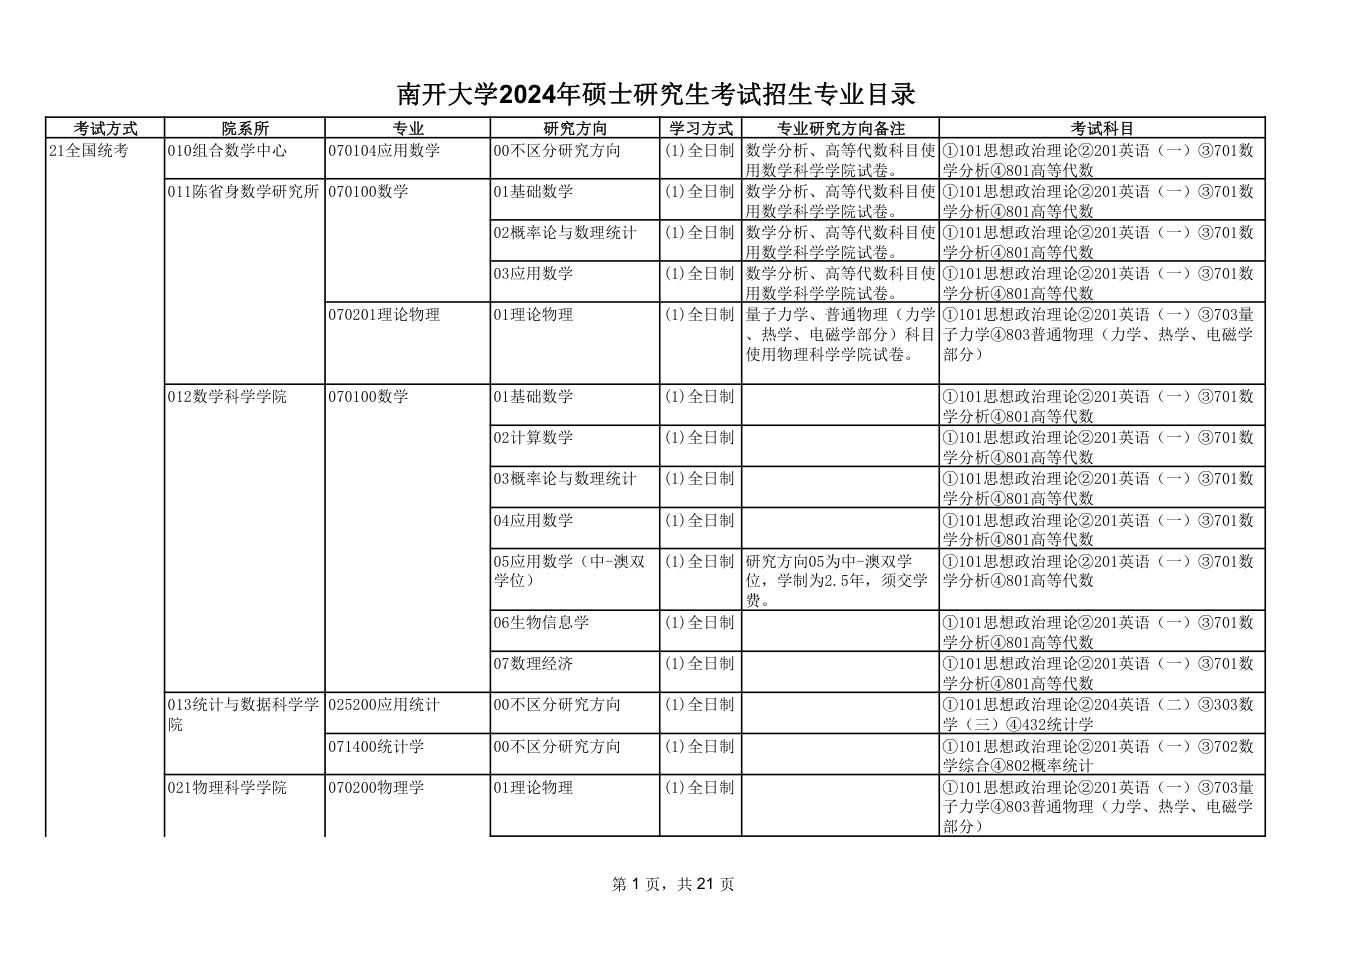 南开大学2024年硕士研究生考试招生专业目录
考试方式 院系所 专业 研究方向 学习方式 专业研究方向备注 考试科目
21全国统考 010组合数学中心 070104应用数学 00不区分研究方向 (1)全日制 数学分析、高等代数科目使 ①101思想政治理论②201英语（一）③701数
用数学科学学院试卷。 学分析④801高等代数
011陈省身数学研究所 070100数学 01基础数学 (1)全日制 数学分析、高等代数科目使 ①101思想政治理论②201英语（一）③701数
用数学科学学院试卷。 学分析④801高等代数
02概率论与数理统计 (1)全日制 数学分析、高等代数科目使 ①101思想政治理论②201英语（一）③701数
用数学科学学院试卷。 学分析④801高等代数
03应用数学 (1)全日制 数学分析、高等代数科目使 ①101思想政治理论②201英语（一）③701数
用数学科学学院试卷。 学分析④801高等代数
070201理论物理 01理论物理 (1)全日制 量子力学、普通物理（力学 ①101思想政治理论②201英语（一）③703量
、热学、电磁学部分）科目 子力学④803普通物理（力学、热学、电磁学
使用物理科学学院试卷。 部分）
012数学科学学院 070100数学 01基础数学 (1)全日制 ①101思想政治理论②201英语（一）③701数
学分析④801高等代数
02计算数学 (1)全日制 ①101思想政治理论②201英语（一）③701数
学分析④801高等代数
03概率论与数理统计 (1)全日制 ①101思想政治理论②201英语（一）③701数
学分析④801高等代数
04应用数学 (1)全日制 ①101思想政治理论②201英语（一）③701数
学分析④801高等代数
05应用数学（中-澳双 (1)全日制 研究方向05为中-澳双学 ①101思想政治理论②201英语（一）③701数
学位） 位，学制为2.5年，须交学 学分析④801高等代数
费。
06生物信息学 (1)全日制 ①101思想政治理论②201英语（一）③701数
学分析④801高等代数
07数理经济 (1)全日制 ①101思想政治理论②201英语（一）③701数
学分析④801高等代数
013统计与数据科学学 025200应用统计 00不区分研究方向 (1)全日制 ①101思想政治理论②204英语（二）③303数
院 学（三）④432统计学
071400统计学 00不区分研究方向 (1)全日制 ①101思想政治理论②201英语（一）③702数
学综合④802概率统计
021物理科学学院 070200物理学 01理论物理 (1)全日制 ①101思想政治理论②201英语（一）③703量
子力学④803普通物理（力学、热学、电磁学
部分）
第 1 页，共 21 页